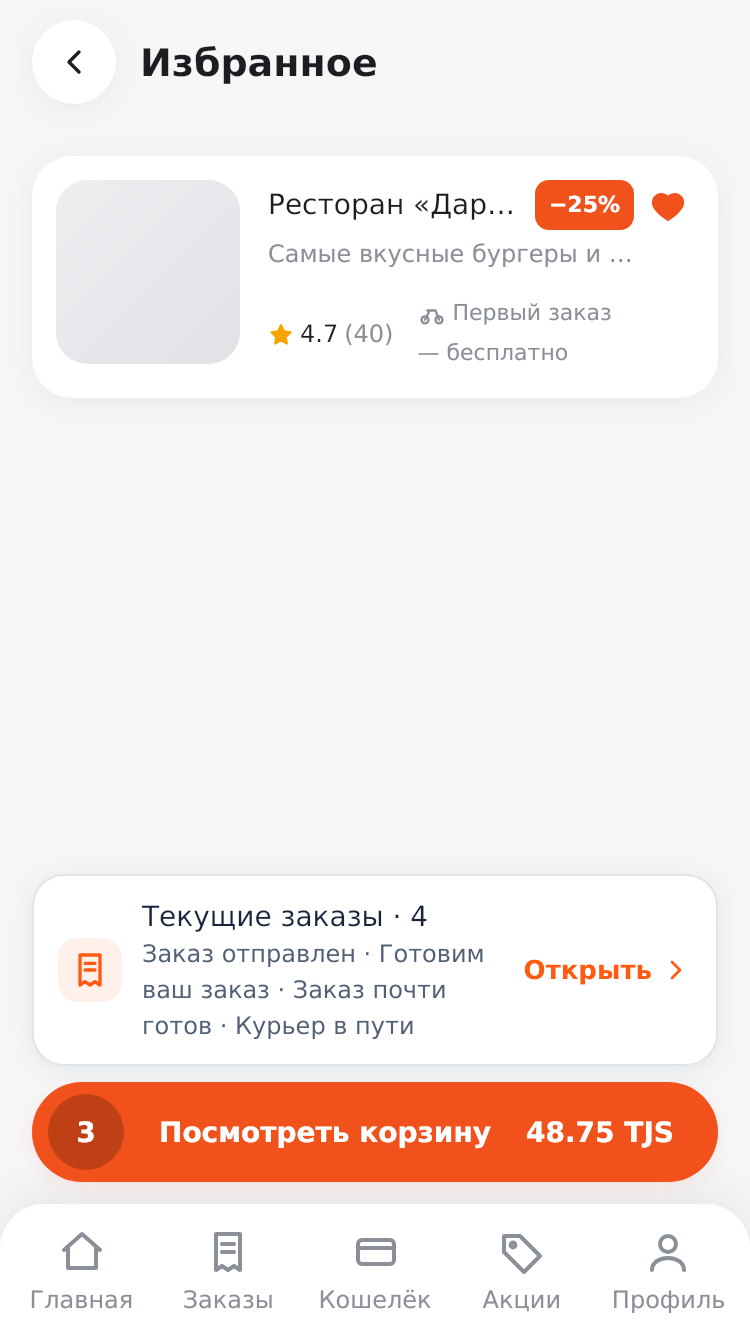 Избранное
Ресторан «Дар...
−25%
Самые вкусные бургеры и ...
4.7 (40)
Первый заказ
— бесплатно
Текущие заказы · 4
Заказ отправлен · Готовим
ваш заказ · Заказ почти
готов · Курьер в пути
Открыть
3
Посмотреть корзину
48.75 TJS
Главная
Заказы
Кошелёк
Акции
Профиль